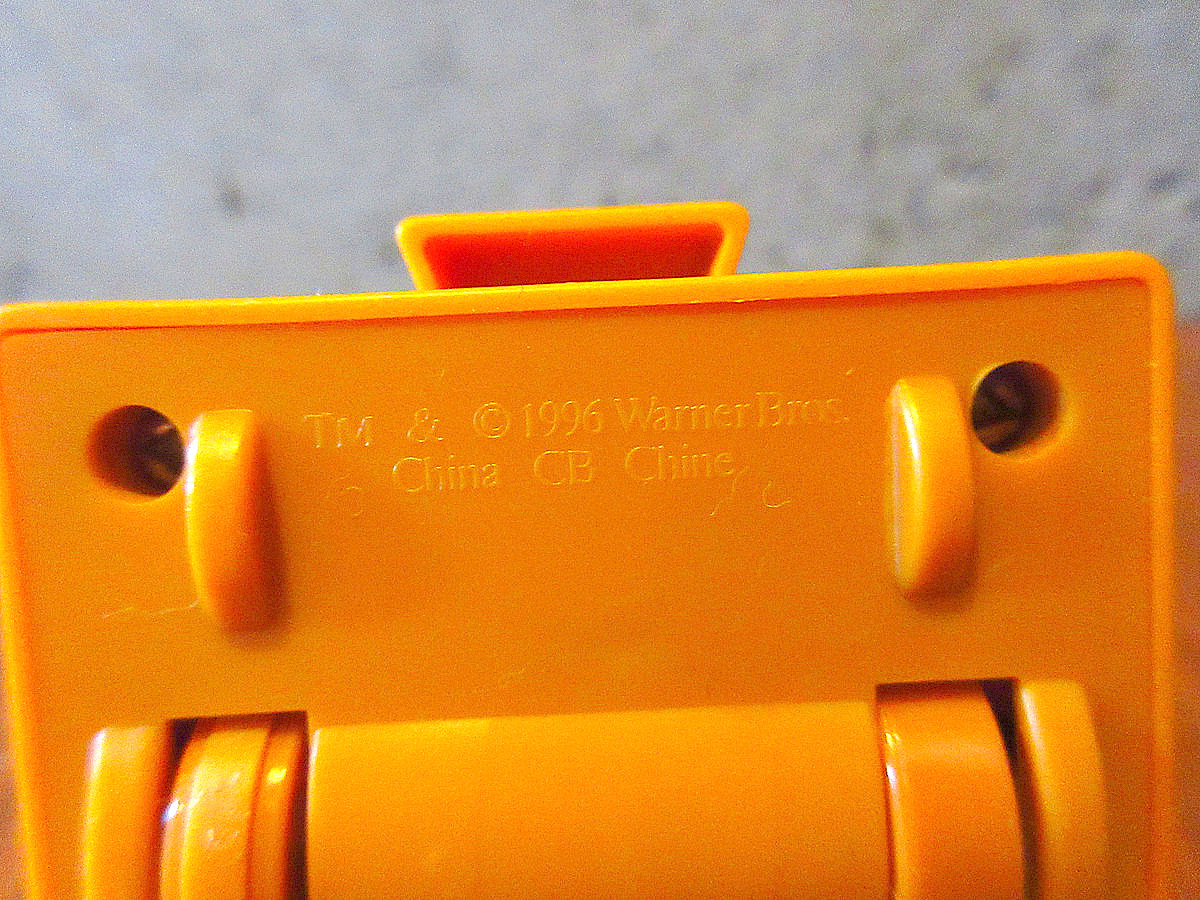 TM & © 1996 Warner Bros.
China CB Chine